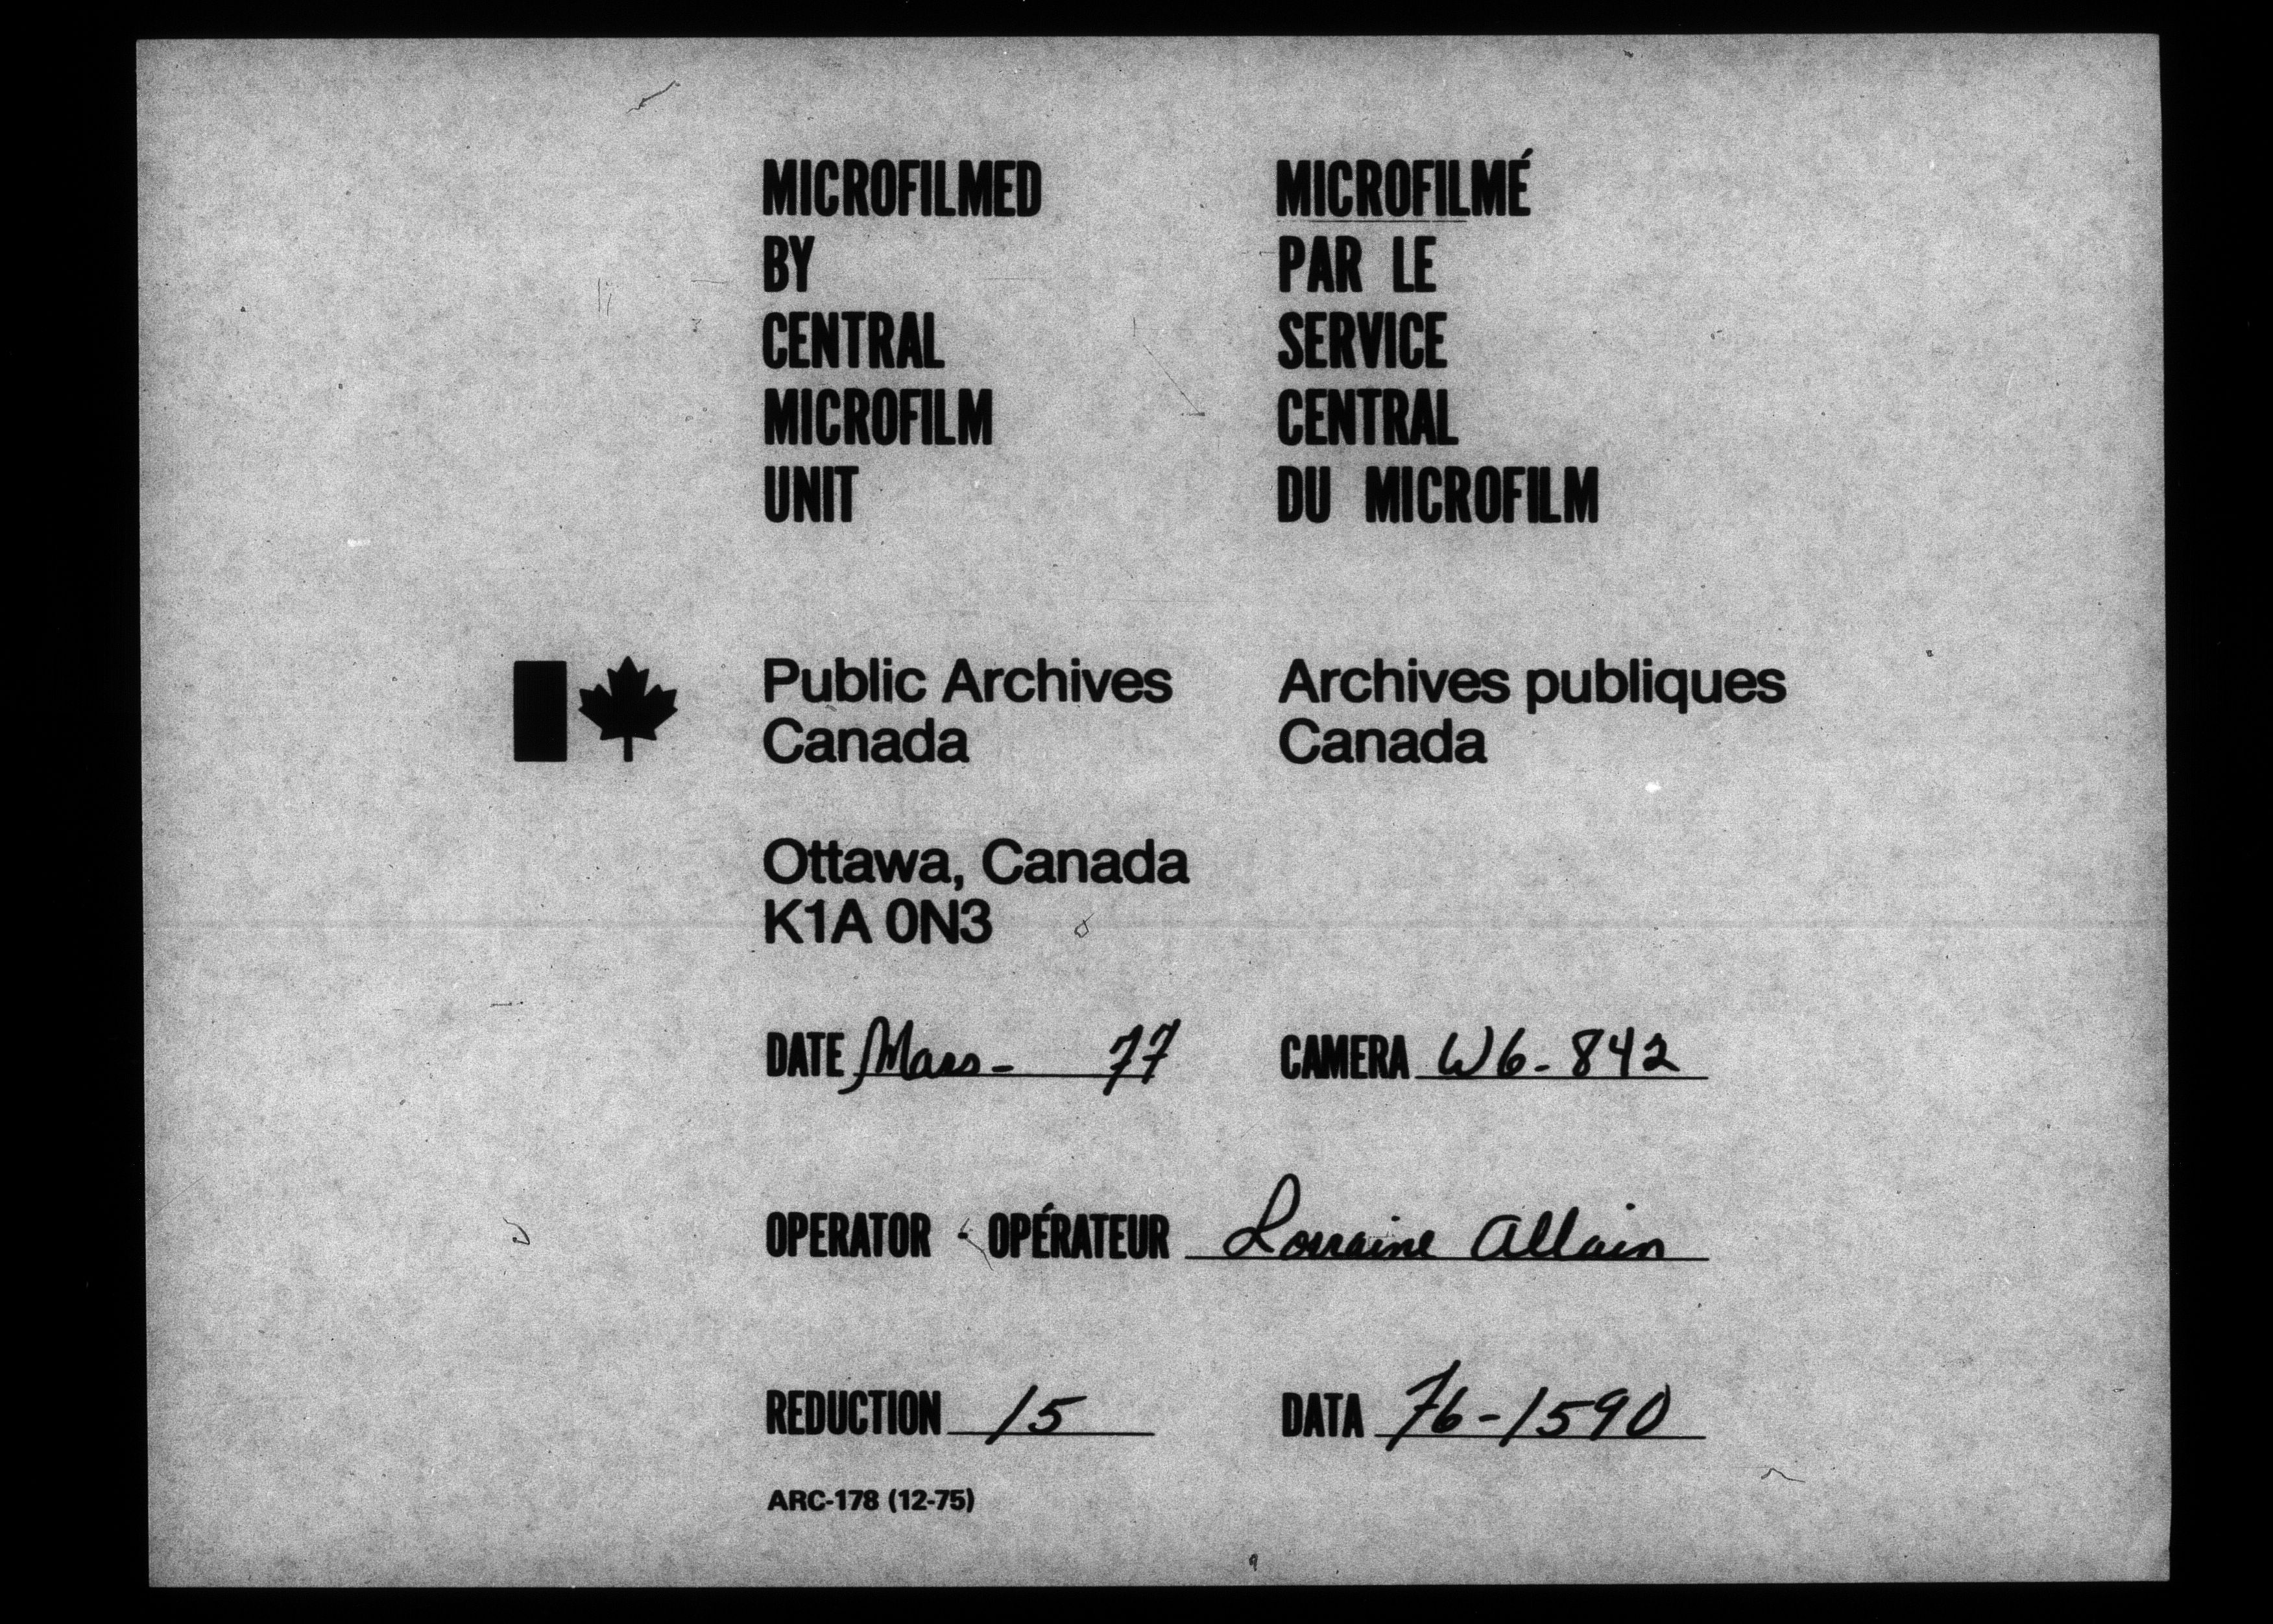 MICROFILMED
BY
CENTRAL
MICROFILM
UNIT
MICROFILMÉ
PAR LE
SERVICE
CENTRAL
DU MICROFILM
Public Archives
Canada
Archives publiques
Canada
Ottawa, Canada
K1A 0N3
DATE Mars - 77
CAMERA W6-842
OPERATOR - OPÉRATEUR Lorraine Allain
REDUCTION 15
DATA 76-1590
ARC-178 (12-75)